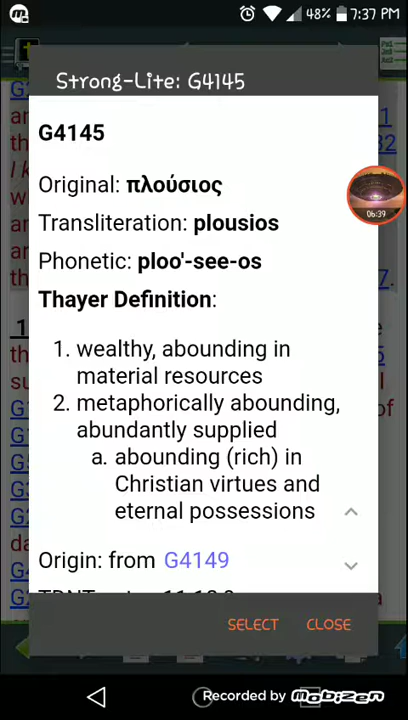 48% 7:37 PM
Strong-Lite: G4145
G4145
Original: πλούσιος
Transliteration: plousios
Phonetic: ploo'-see-os
Thayer Definition:
1. wealthy, abounding in
material resources
2. metaphorically abounding,
abundantly supplied
a. abounding (rich) in
Christian virtues and
eternal possessions
06:39
Origin: from G4149
SELECT CLOSE
Recorded by mobizen